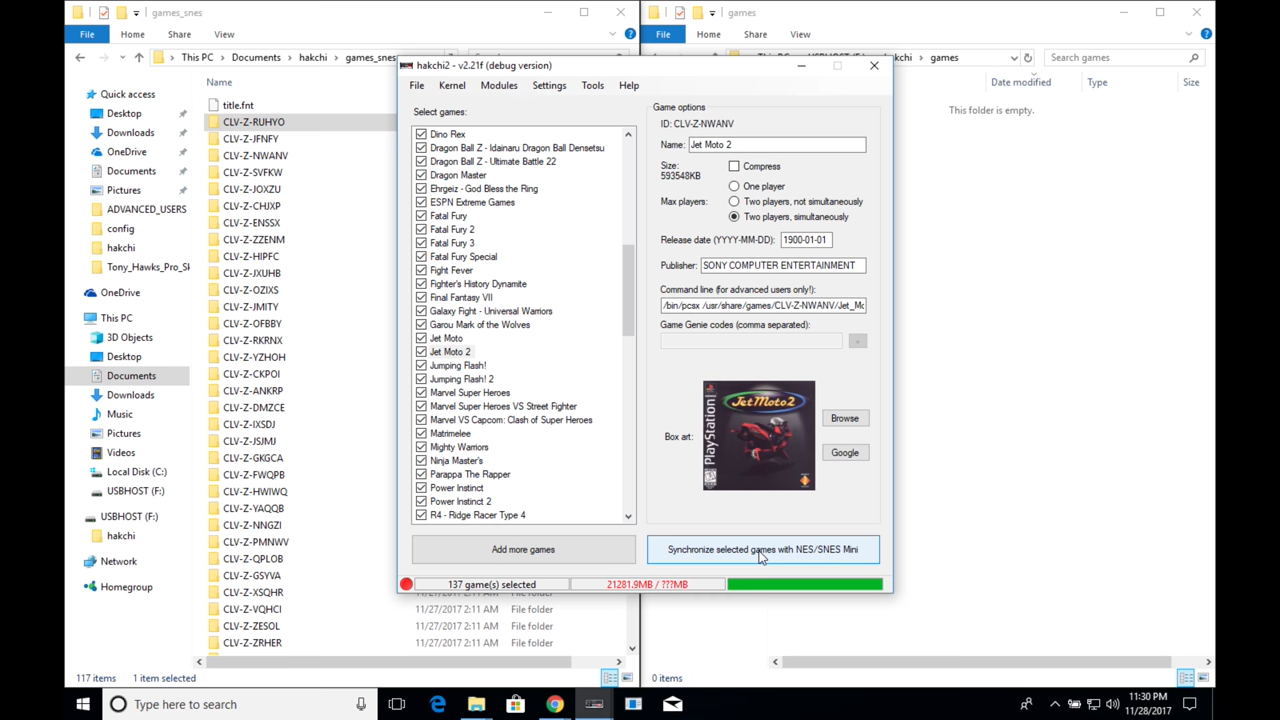 games_snes
File
Home
Share
View
This PC > Documents > hakchi > games_snes
Name
Quick access
Desktop
Downloads
OneDrive
Documents
Pictures
ADVANCED_USERS
config
hakchi
Tony_Hawks_Pro_Sk
OneDrive
This PC
3D Objects
Desktop
Documents
Downloads
Music
Pictures
Videos
Local Disk (C:)
USBHOST (F:)
USBHOST (F:)
hakchi
Network
Homegroup
title.fnt
CLV-Z-RUHYO
CLV-Z-JFNFY
CLV-Z-NWANV
CLV-Z-SVFKW
CLV-Z-JOXZU
CLV-Z-CHJXP
CLV-Z-ENSSX
CLV-Z-ZZENM
CLV-Z-HIPFC
CLV-Z-JXUHB
CLV-Z-OZIXS
CLV-Z-JMITY
CLV-Z-OFBBY
CLV-Z-RKRNX
CLV-Z-YZHOH
CLV-Z-CKPOI
CLV-Z-ANKRP
CLV-Z-DMZCE
CLV-Z-IXSDJ
CLV-Z-JSJMJ
CLV-Z-GKGCA
CLV-Z-FWQPB
CLV-Z-HWIWQ
CLV-Z-YAQQB
CLV-Z-NNGZI
CLV-Z-PMNWV
CLV-Z-QPLOB
CLV-Z-GSYVA
CLV-Z-XSQHR
CLV-Z-VQHCI 11/27/2017 2:11 AM File folder
CLV-Z-ZESOL 11/27/2017 2:11 AM File folder
CLV-Z-ZRHER 11/27/2017 2:11 AM File folder
117 items 1 item selected
hakchi2 - v2.21f (debug version)
File Kernel Modules Settings Tools Help
Select games:
Dino Rex
Dragon Ball Z - Idainaru Dragon Ball Densetsu
Dragon Ball Z - Ultimate Battle 22
Dragon Master
Ehrgeiz - God Bless the Ring
ESPN Extreme Games
Fatal Fury
Fatal Fury 2
Fatal Fury 3
Fatal Fury Special
Fight Fever
Fighter's History Dynamite
Final Fantasy VII
Galaxy Fight - Universal Warriors
Garou Mark of the Wolves
Jet Moto
Jet Moto 2
Jumping Flash!
Jumping Flash! 2
Marvel Super Heroes
Marvel Super Heroes VS Street Fighter
Marvel VS Capcom: Clash of Super Heroes
Matrimelee
Mighty Warriors
Ninja Master's
Parappa The Rapper
Power Instinct
Power Instinct 2
R4 - Ridge Racer Type 4
Add more games
137 game(s) selected
21281.9MB / ???MB
Game options
ID: CLV-Z-NWANV
Name: Jet Moto 2
Size:
593548KB
Compress
Max players:
One player
Two players, not simultaneously
Two players, simultaneously
Release date (YYYY-MM-DD): 1900-01-01
Publisher: SONY COMPUTER ENTERTAINMENT
Command line (for advanced users only!):
/bin/pcsx /usr/share/games/CLV-Z-NWANV/Jet_Mo
Game Genie codes (comma separated):
Box art:
PlayStation
JetMoto2
Browse
Google
Synchronize selected games with NES/SNES Mini
games
File
Home
Share
View
games
Search games
Date modified
Type
Size
This folder is empty.
0 items
Type here to search
11:30 PM
11/28/2017